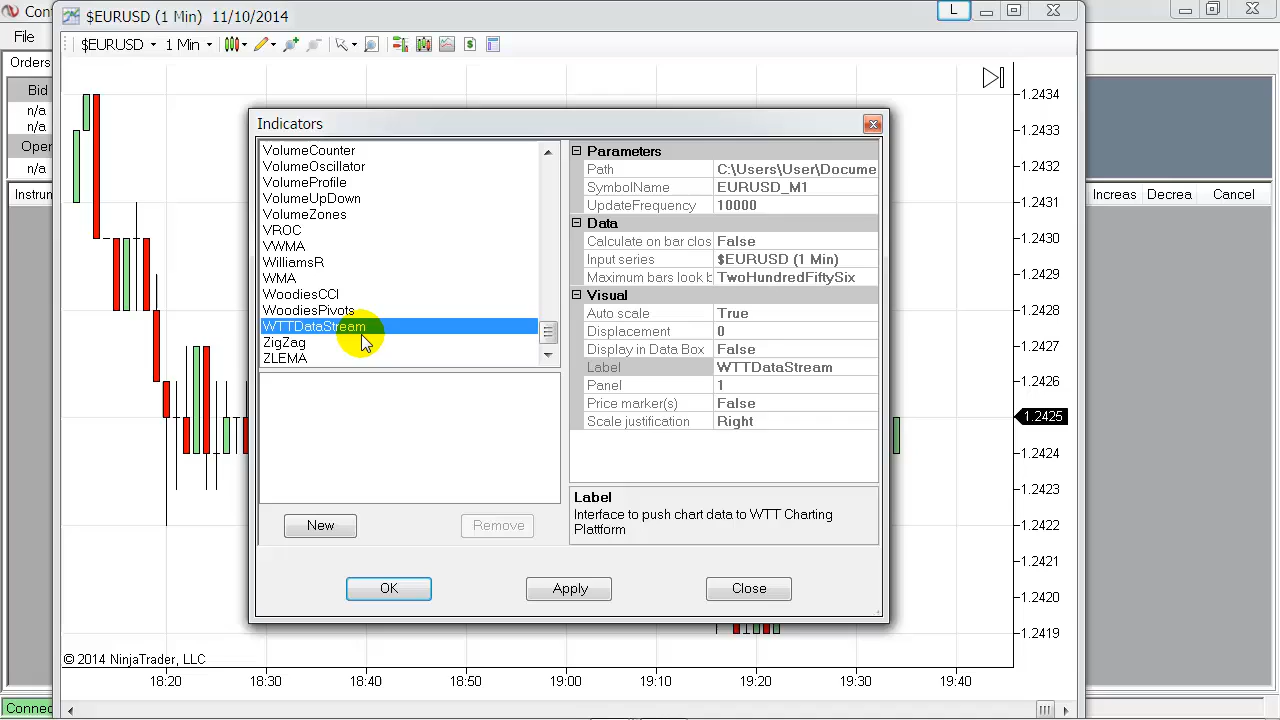 Con
$EURUSD (1 Min) 11/10/2014
L
File
$EURUSD
1 Min
Orders
Bid
n/a
n/a
Open
n/a
Instrum
Increas
Decrea
Cancel
Indicators
VolumeCounter
VolumeOscillator
VolumeProfile
VolumeUpDown
VolumeZones
VROC
VWMA
WilliamsR
WMA
WoodiesCCI
WoodiesPivots
WTTDataStream
ZigZag
ZLEMA
New
Remove
Parameters
Path C:\Users\User\Docume
SymbolName EURUSD_M1
UpdateFrequency 10000
Data
Calculate on bar clos False
Input series $EURUSD (1 Min)
Maximum bars look b TwoHundredFiftySix
Visual
Auto scale True
Displacement 0
Display in Data Box False
Label WTTDataStream
Panel 1
Price marker(s) False
Scale justification Right
Label
Interface to push chart data to WTT Charting
Plattform
OK
Apply
Close
1.2434
1.2433
1.2432
1.2431
1.2430
1.2429
1.2428
1.2427
1.2426
1.2425
1.2424
1.2423
1.2422
1.2421
1.2420
1.2419
© 2014 NinjaTrader, LLC
18:20 18:30 18:40 18:50 19:00 19:10 19:20 19:30 19:40
Connec